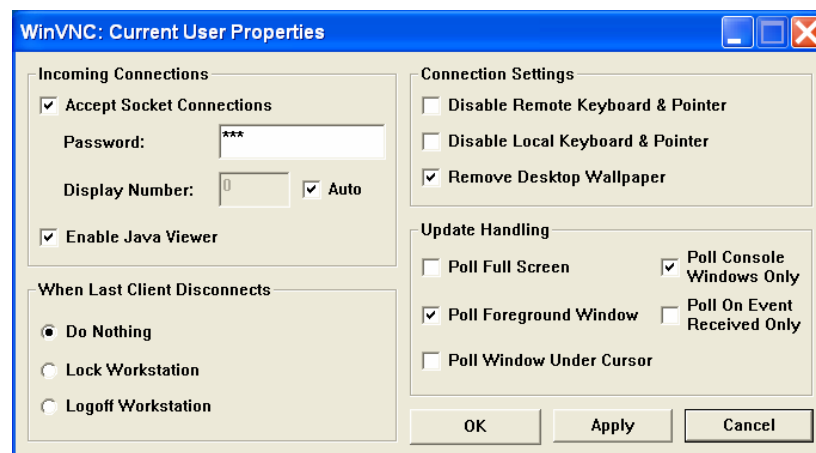 WinVNC: Current User Properties
Incoming Connections
Accept Socket Connections
Password: ***
Display Number: 0 Auto
Enable Java Viewer
When Last Client Disconnects
Do Nothing
Lock Workstation
Logoff Workstation
Connection Settings
Disable Remote Keyboard & Pointer
Disable Local Keyboard & Pointer
Remove Desktop Wallpaper
Update Handling
Poll Full Screen
Poll Console
Windows Only
Poll Foreground Window
Poll On Event
Received Only
Poll Window Under Cursor
OK Apply Cancel